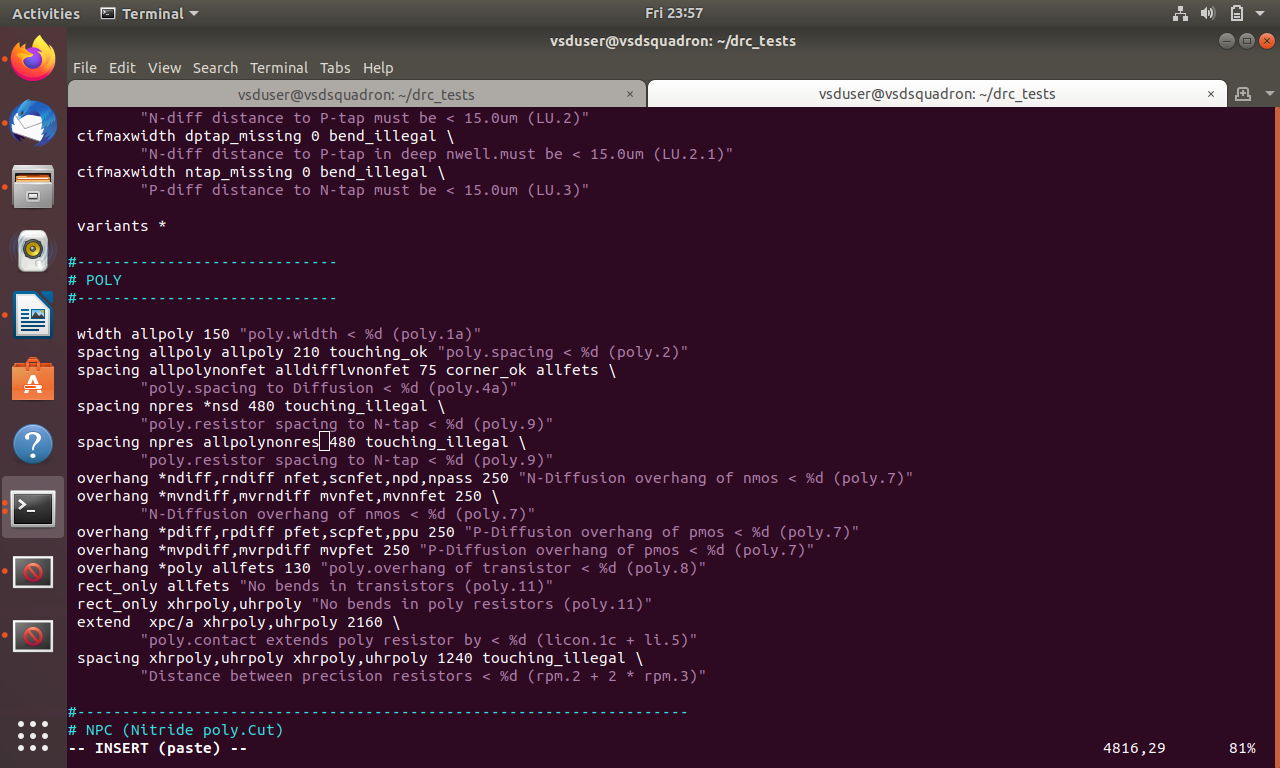 Activities Terminal Fri 23:57
vsduser@vsdsquadron: ~/drc_tests
File Edit View Search Terminal Tabs Help
vsduser@vsdsquadron: ~/drc_tests × vsduser@vsdsquadron: ~/drc_tests ×
"N-diff distance to P-tap must be < 15.0um (LU.2)"
cifmaxwidth dptap_missing 0 bend_illegal \
"N-diff distance to P-tap in deep nwell.must be < 15.0um (LU.2.1)"
cifmaxwidth ntap_missing 0 bend_illegal \
"P-diff distance to N-tap must be < 15.0um (LU.3)"
variants *
#-----------------------------
# POLY
#-----------------------------
width allpoly 150 "poly.width < %d (poly.1a)"
spacing allpoly allpoly 210 touching_ok "poly.spacing < %d (poly.2)"
spacing allpolynonfet alldifflvnonfet 75 corner_ok allfets \
"poly.spacing to Diffusion < %d (poly.4a)"
spacing npres *nsd 480 touching_illegal \
"poly.resistor spacing to N-tap < %d (poly.9)"
spacing npres allpolynonres 480 touching_illegal \
"poly.resistor spacing to N-tap < %d (poly.9)"
overhang *ndiff,rndiff nfet,scnfet,npd,npass 250 "N-Diffusion overhang of nmos < %d (poly.7)"
overhang *mvndiff,mvrndiff mvnfet,mvnnfet 250 \
"N-Diffusion overhang of nmos < %d (poly.7)"
overhang *pdiff,rpdiff pfet,scpfet,ppu 250 "P-Diffusion overhang of pmos < %d (poly.7)"
overhang *mvpdiff,mvrpdiff mvpfet 250 "P-Diffusion overhang of pmos < %d (poly.7)"
overhang *poly allfets 130 "poly.overhang of transistor < %d (poly.8)"
rect_only allfets "No bends in transistors (poly.11)"
rect_only xhrpoly,uhrpoly "No bends in poly resistors (poly.11)"
extend  xpc/a xhrpoly,uhrpoly 2160 \
"poly.contact extends poly resistor by < %d (licon.1c + li.5)"
spacing xhrpoly,uhrpoly xhrpoly,uhrpoly 1240 touching_illegal \
"Distance between precision resistors < %d (rpm.2 + 2 * rpm.3)"
#--------------------------------------------------------------------
# NPC (Nitride poly.Cut)
-- INSERT (paste) -- 4816,29 81%